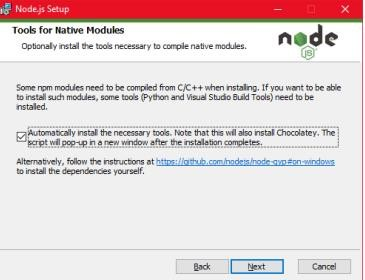 Node.js Setup
Tools for Native Modules
Optionally install the tools necessary to compile native modules.
node
JS
Some npm modules need to be compiled from C/C++ when installing. If you want to be able
to install such modules, some tools (Python and Visual Studio Build Tools) need to be
installed.
Automatically install the necessary tools. Note that this will also install Chocolatey. The
script will pop-up in a new window after the installation completes.
Alternatively, follow the instructions at https://github.com/nodejs/node-gyp#on-windows
to install the dependencies yourself.
Back Next Cancel